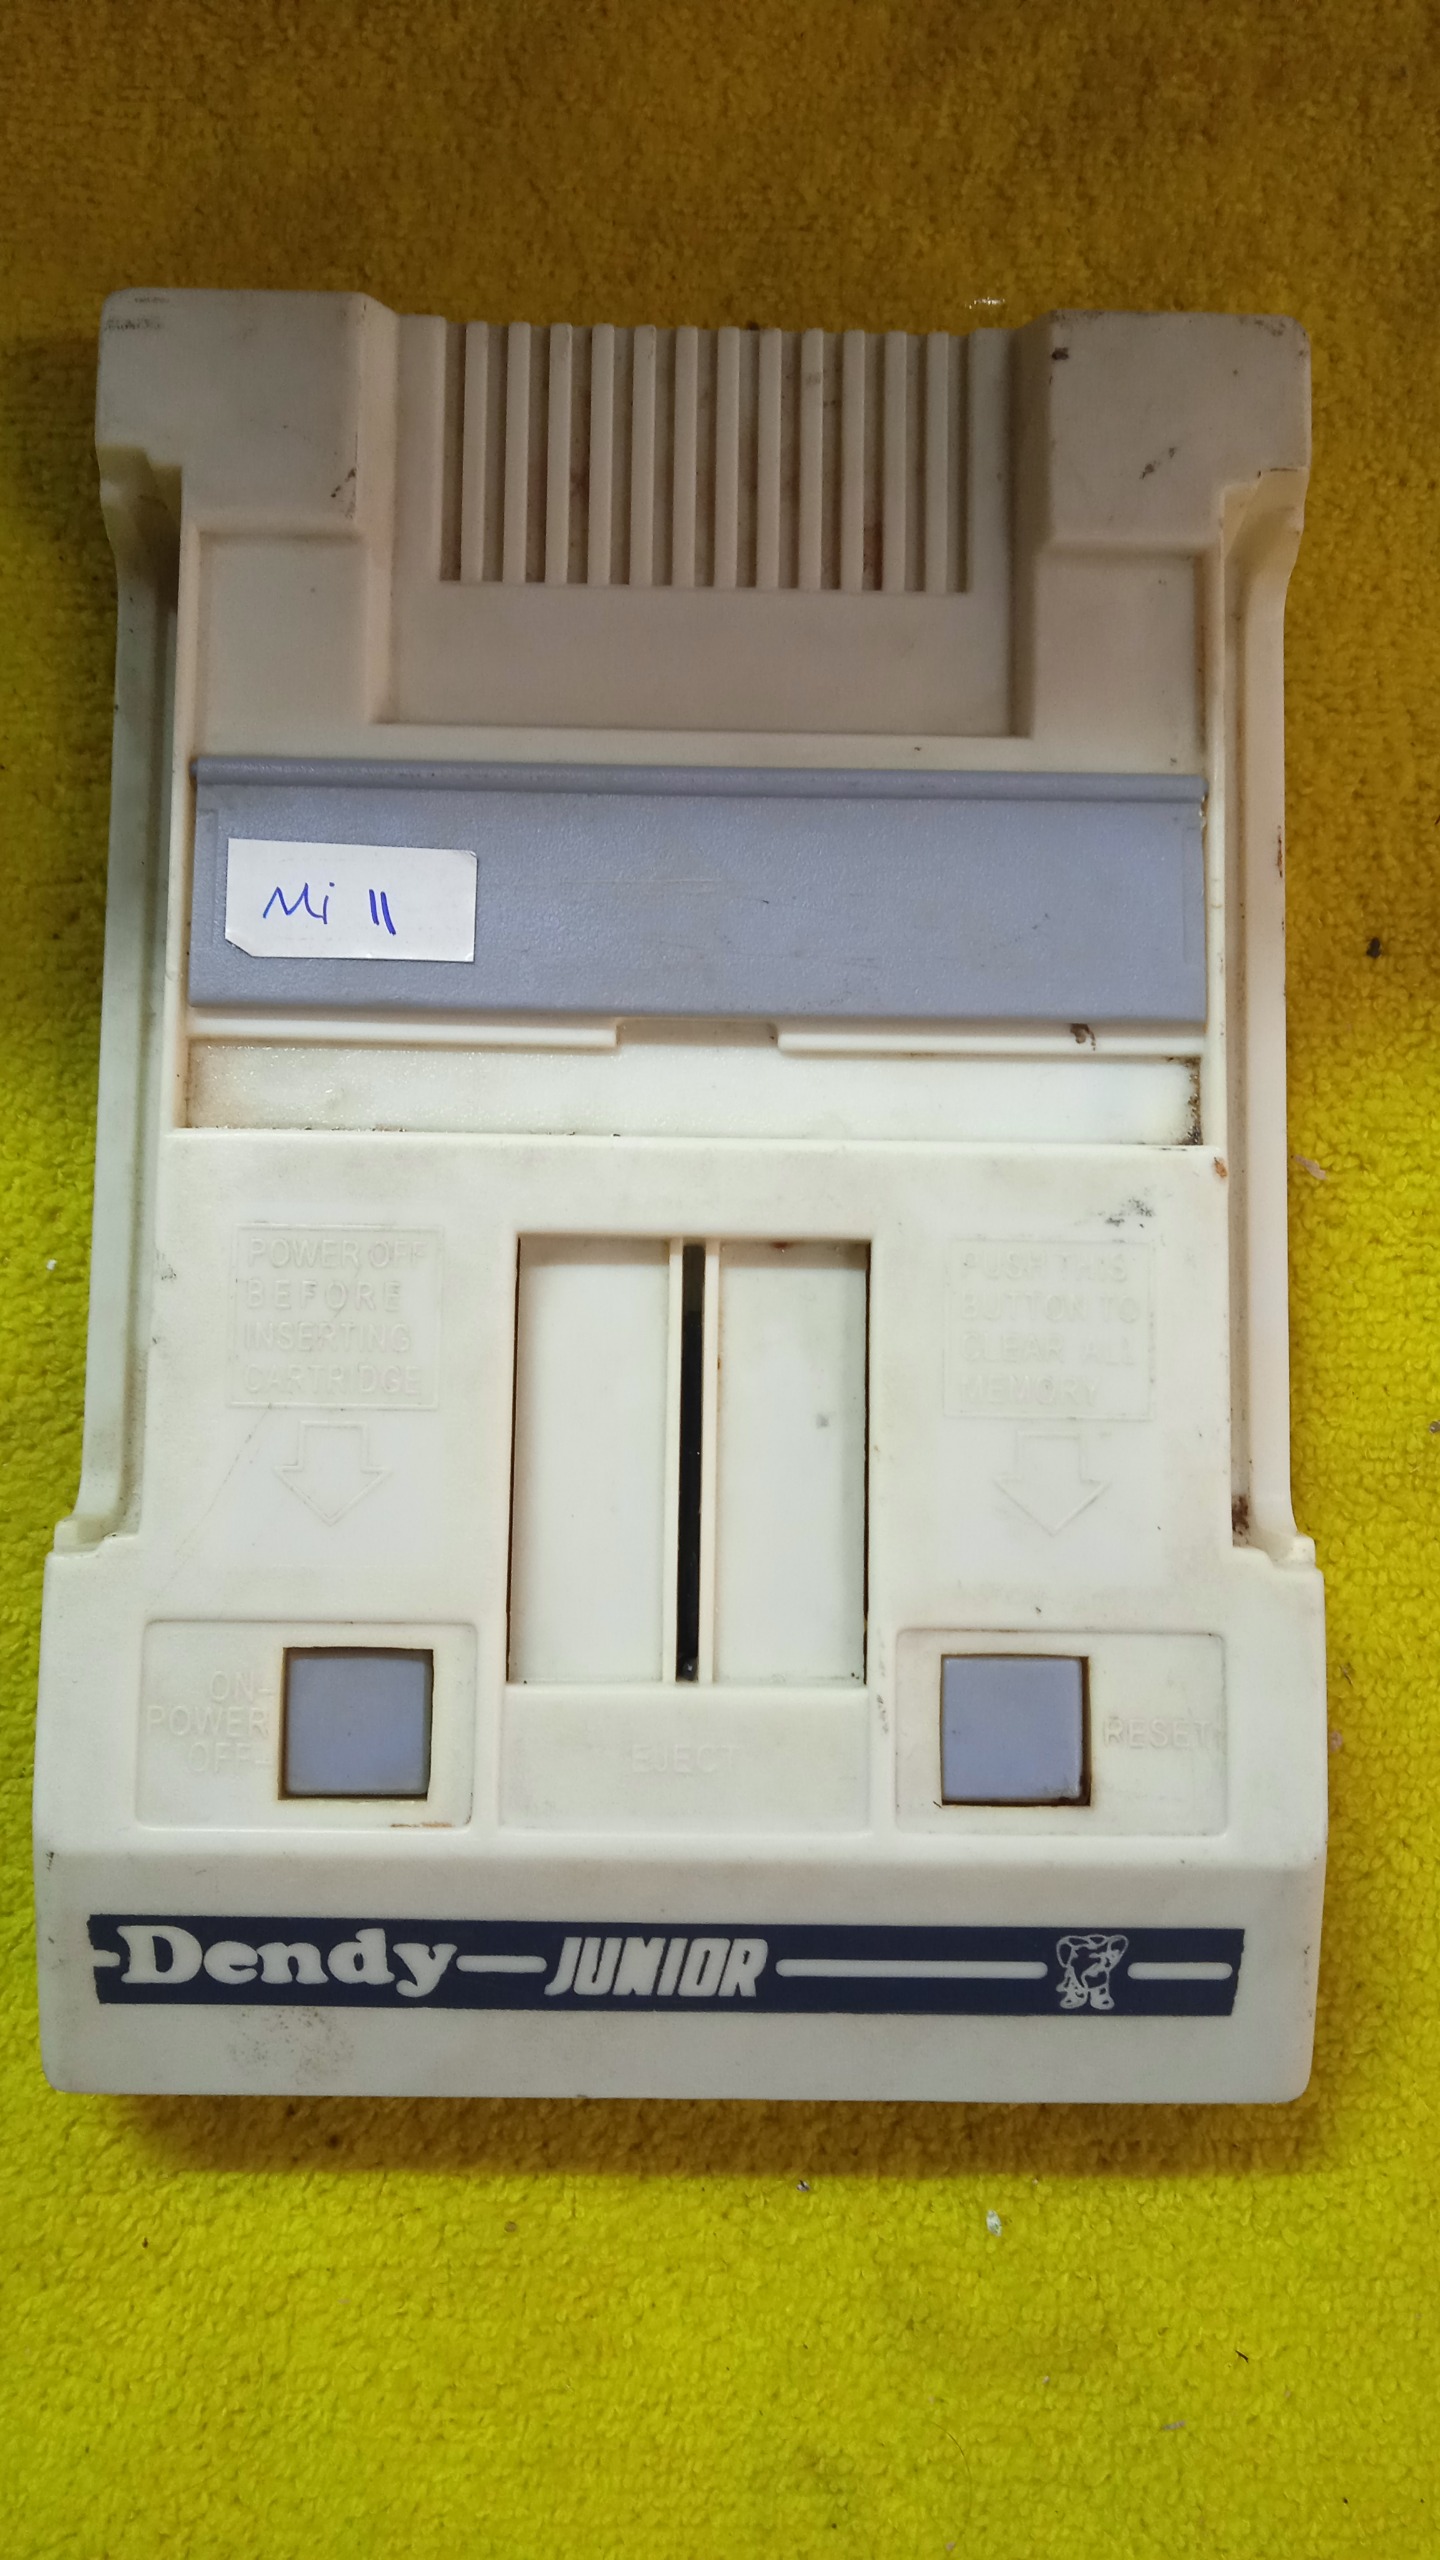 Mi II
POWER OFF
BEFORE
INSERTING
CARTRIDGE
PUSH THIS
BUTTON TO
CLEAR ALL
MEMORY
ON-
POWER
OFF-
EJECT
RESET
Dendy JUNIOR